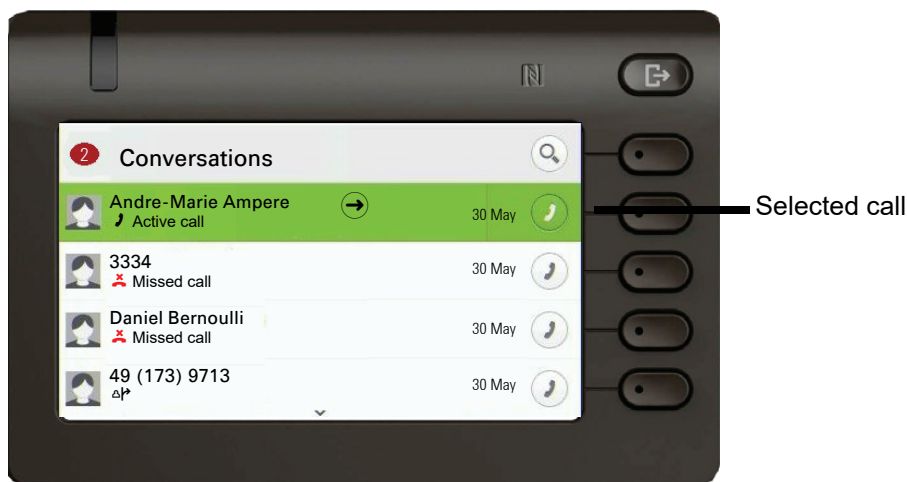 2 Conversations
Andre-Marie Ampere
Active call
30 May
Selected call
3334
Missed call
30 May
Daniel Bernoulli
Missed call
30 May
49 (173) 9713
30 May